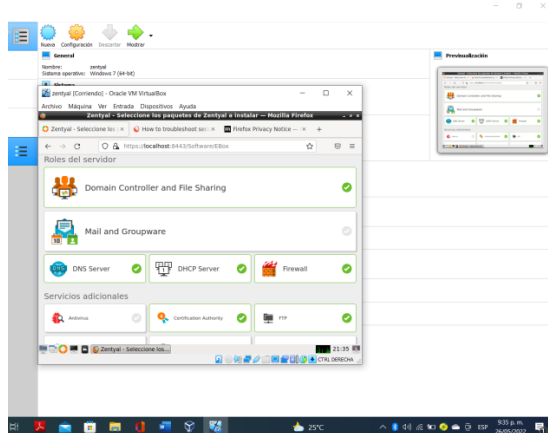 Nueva Configuración Descartar Mostrar
General
Previsualización
Nombre: zentyal
Sistema operativo: Windows 7 (64-bit)
Sistema
zentyal [Corriendo] - Oracle VM VirtualBox
Archivo Máquina Ver Entrada Dispositivos Ayuda
Zentyal - Seleccione los paquetes de Zentyal a instalar — Mozilla Firefox
Zentyal - Seleccione los
How to troubleshoot sec
Firefox Privacy Notice —
https://localhost:8443/Software/EBox
Roles del servidor
Domain Controller and File Sharing
Mail and Groupware
DNS Server DHCP Server Firewall
Servicios adicionales
Antivirus Certification Authority FTP
Zentyal - Seleccione los...
21:35
CTRL DERECHA
25°C
ESP
9:35 p. m.
26/05/2022